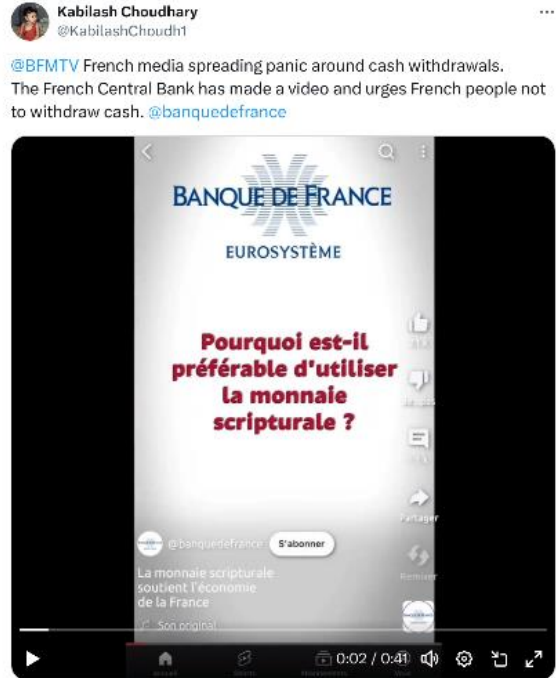 Kabilash Choudhary
@KabilashChoudh1
@BFMTV French media spreading panic around cash withdrawals.
The French Central Bank has made a video and urges French people not
to withdraw cash. @banquedefrance
BANQUE DE FRANCE
EUROSYSTÈME
Pourquoi est-il
préférable d'utiliser
la monnaie
scripturale ?
Partager
@banquedefrance
S'abonner
Remixer
La monnaie scripturale
soutient l'économie
de la France
Son original
0:02 / 0:41